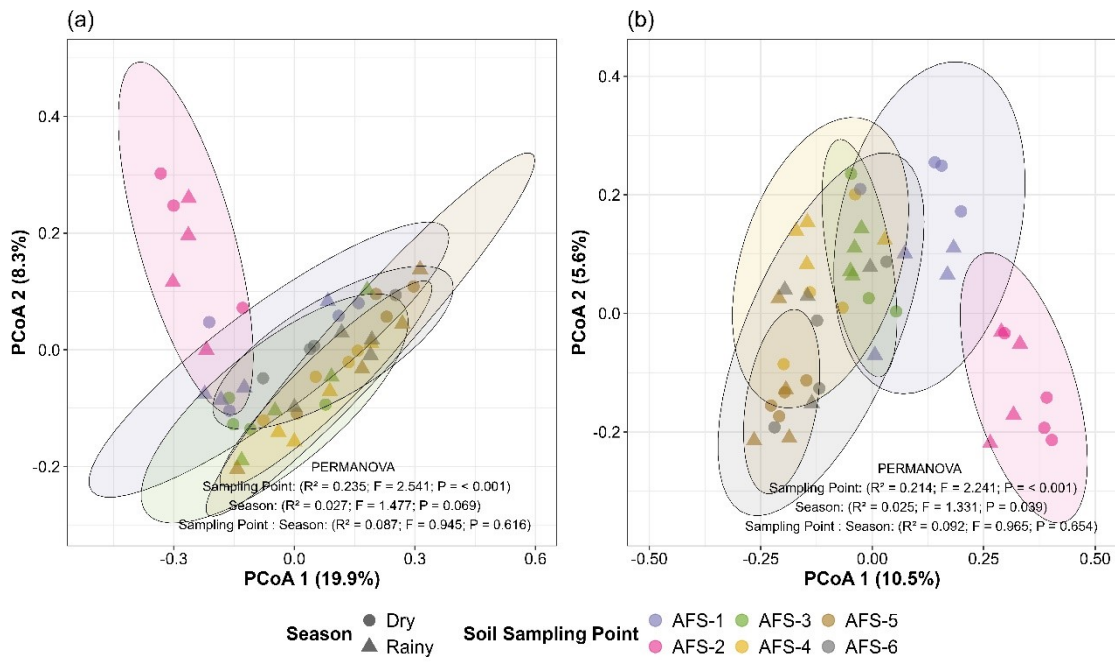 (a)
PCoA 2 (8.3%)
0.4
0.2
0.0
-0.2
PERMANOVA
Sampling Point: (R² = 0.235; F = 2.541; P = < 0.001)
Season: (R² = 0.027; F = 1.477; P = 0.069)
Sampling Point : Season: (R² = 0.087; F = 0.945; P = 0.616)
-0.3
0.0
0.3
0.6
PCoA 1 (19.9%)
(b)
PCoA 2 (5.6%)
0.4
0.2
0.0
-0.2
PERMANOVA
Sampling Point: (R² = 0.214; F = 2.241; P = < 0.001)
Season: (R² = 0.025; F = 1.331; P = 0.039)
Sampling Point : Season: (R² = 0.092; F = 0.965; P = 0.654)
-0.50
-0.25
0.00
0.25
0.50
PCoA 1 (10.5%)
Season
Dry
Rainy
Soil Sampling Point
AFS-1
AFS-2
AFS-3
AFS-4
AFS-5
AFS-6